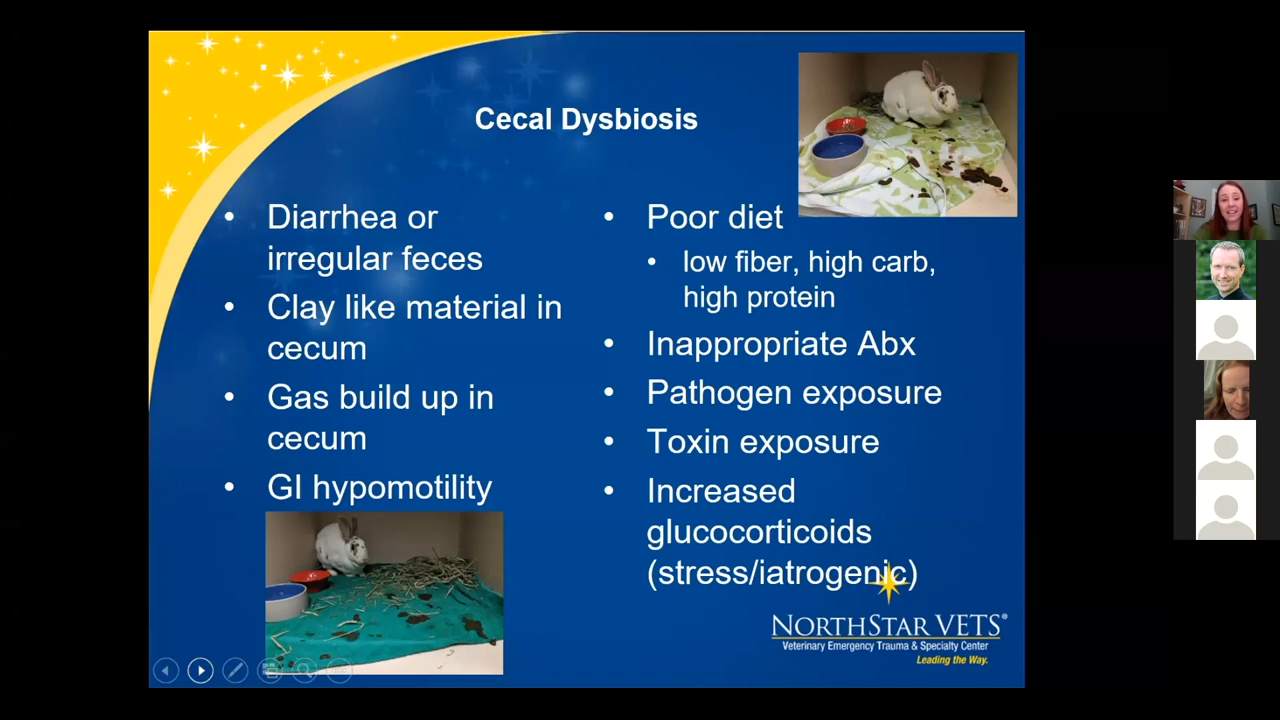 Cecal Dysbiosis
• Diarrhea or
irregular feces
• Clay like material in
cecum
• Gas build up in
cecum
• GI hypomotility
• Poor diet
• low fiber, high carb,
high protein
• Inappropriate Abx
• Pathogen exposure
• Toxin exposure
• Increased
glucocorticoids
(stress/iatrogenic)
NORTHSTAR VETS®
Veterinary Emergency Trauma & Specialty Center
Leading the Way.